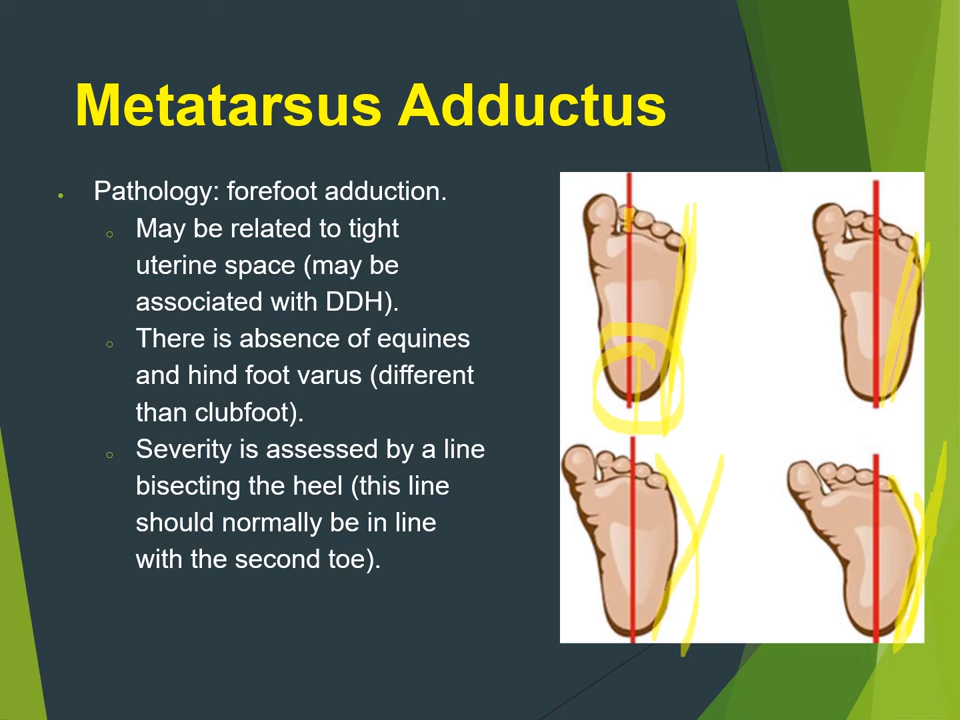 Metatarsus Adductus
Pathology: forefoot adduction.
May be related to tight
uterine space (may be
associated with DDH).
There is absence of equines
and hind foot varus (different
than clubfoot).
Severity is assessed by a line
bisecting the heel (this line
should normally be in line
with the second toe).